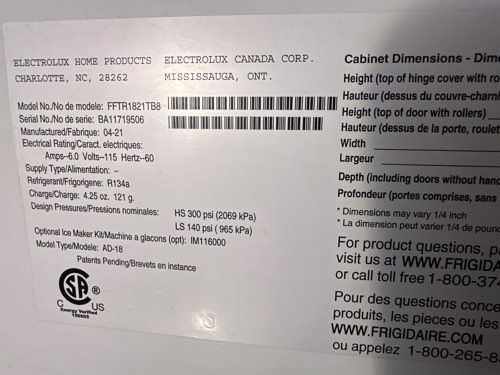 ELECTROLUX HOME PRODUCTS ELECTROLUX CANADA CORP.
CHARLOTTE, NC, 28262 MISSISSAUGA, ONT.
Model No./No de modele: FFTR1821TB8
Serial No./No de serie: BA11719506
Manufactured/Fabrique: 04-21
Electrical Rating/Caract. electriques:
Amps-6.0 Volts--115 Hertz--60
Supply Type/Alimentation: -
Refrigerant/Frigorigene: R134a
Charge/Charge: 4.25 oz. 121 g.
Design Pressures/Pressions nominales: HS 300 psi (2069 kPa)
LS 140 psi ( 965 kPa)
Optional Ice Maker Kit/Machine a glacons (opt): IM116000
Model Type/Modele: AD-18
Patents Pending/Brevets en instance
SA ®
C US
Energy Verified
Cabinet Dimensions - Dime
Height (top of hinge cover with ro
Hauteur (dessus du couvre-charni
Height (top of door with rollers)
Hauteur (dessus de la porte, roulet
Width
Largeur
Depth (including doors without hand
Profondeur (portes comprises, sans
* Dimensions may vary 1/4 inch
* La dimension peut varier 1/4 de pouc
For product questions, pa
visit us at WWW.FRIGIDA
or call toll free 1-800-374
Pour des questions conce
produits, les pieces ou les
WWW.FRIGIDAIRE.COM
ou appelez 1-800-265-8